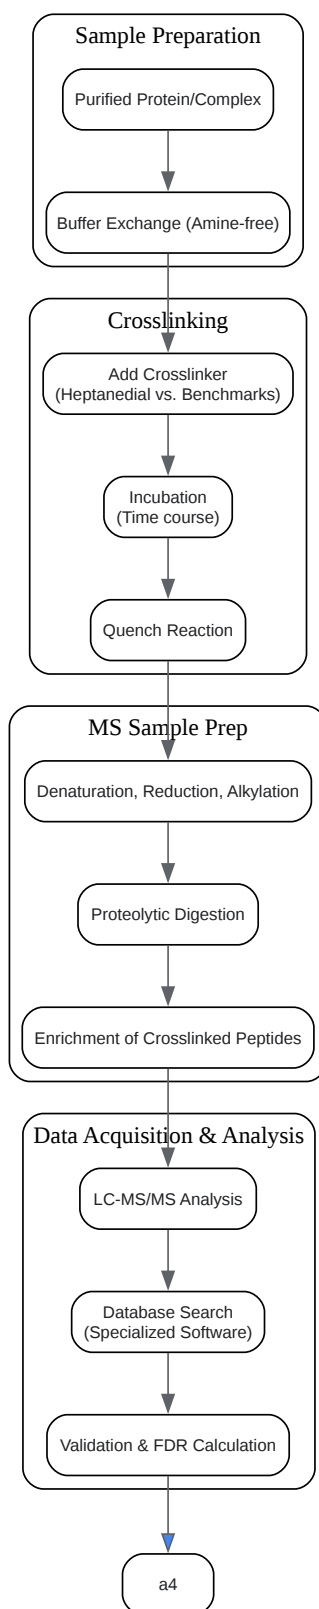 Sample Preparation
Purified Protein/Complex
Buffer Exchange (Amine-free)
Crosslinking
Add Crosslinker
(Heptanedial vs. Benchmarks)
Incubation
(Time course)
Quench Reaction
MS Sample Prep
Denaturation, Reduction, Alkylation
Proteolytic Digestion
Enrichment of Crosslinked Peptides
Data Acquisition & Analysis
LC-MS/MS Analysis
Database Search
(Specialized Software)
Validation & FDR Calculation
a4